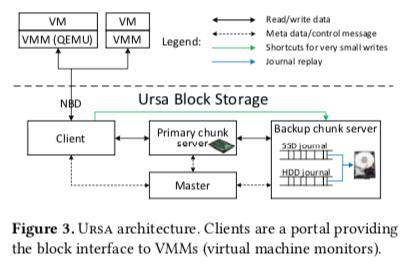 VM
VM
VMM (QEMU)
VMM
Legend:
Read/write data
Meta data/control message
Shortcuts for very small writes
Journal replay
NBD
Ursa Block Storage
Client
Primary chunk
server
Backup chunk server
SSD journal
HDD journal
Master
Figure 3. URSA architecture. Clients are a portal providing
the block interface to VMMs (virtual machine monitors).